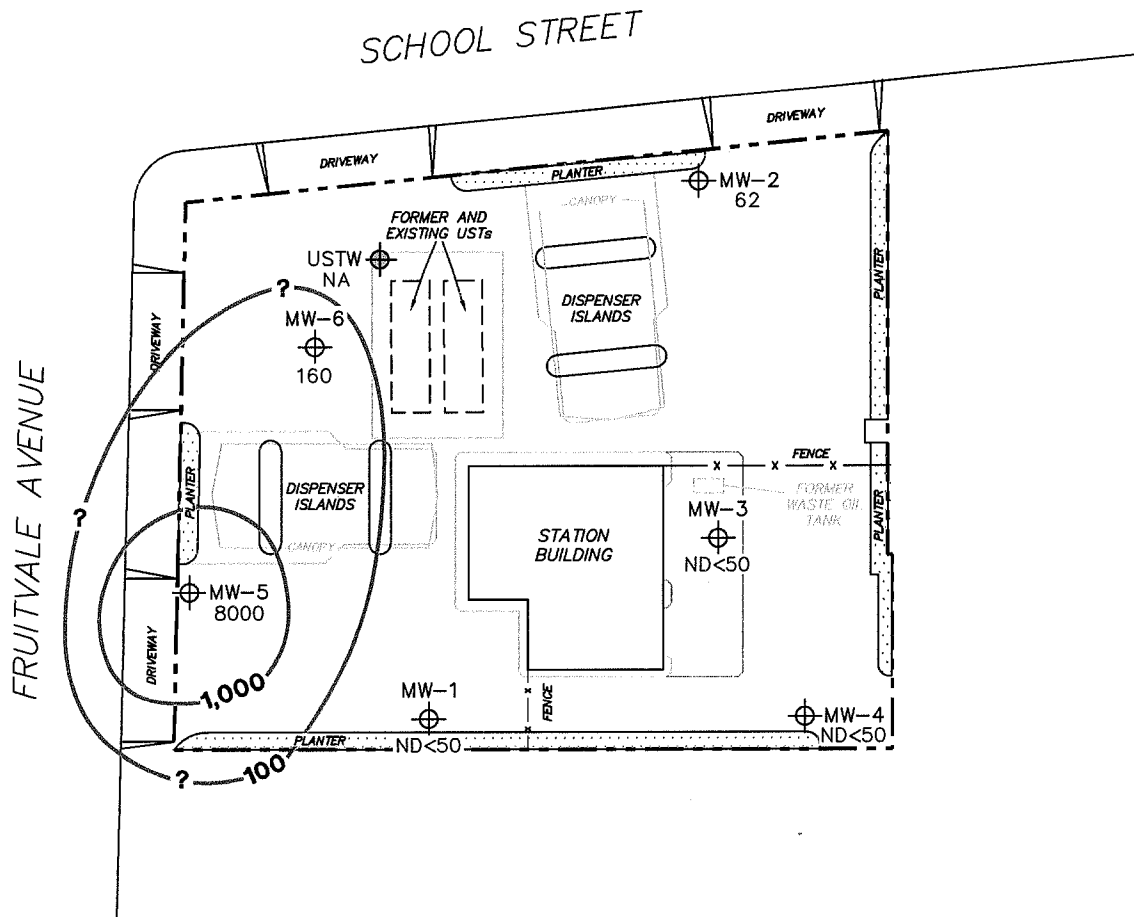 SCHOOL STREET
DRIVEWAY
DRIVEWAY
PLANTER
MW-2
62
CANOPY
FORMER AND
EXISTING USTs
USTW
NA
PLANTER
DISPENSER
ISLANDS
?
MW-6
160
DRIVEWAY
FRUITVALE AVENUE
PLANTER
DISPENSER
ISLANDS
CANOPY
?
FENCE
x x x
FORMER
WASTE OIL
TANK
MW-3
ND<50
PLANTER
STATION
BUILDING
MW-5
8000
DRIVEWAY
1,000
MW-1
ND<50
x
FENCE
x
MW-4
ND<50
PLANTER
?
100